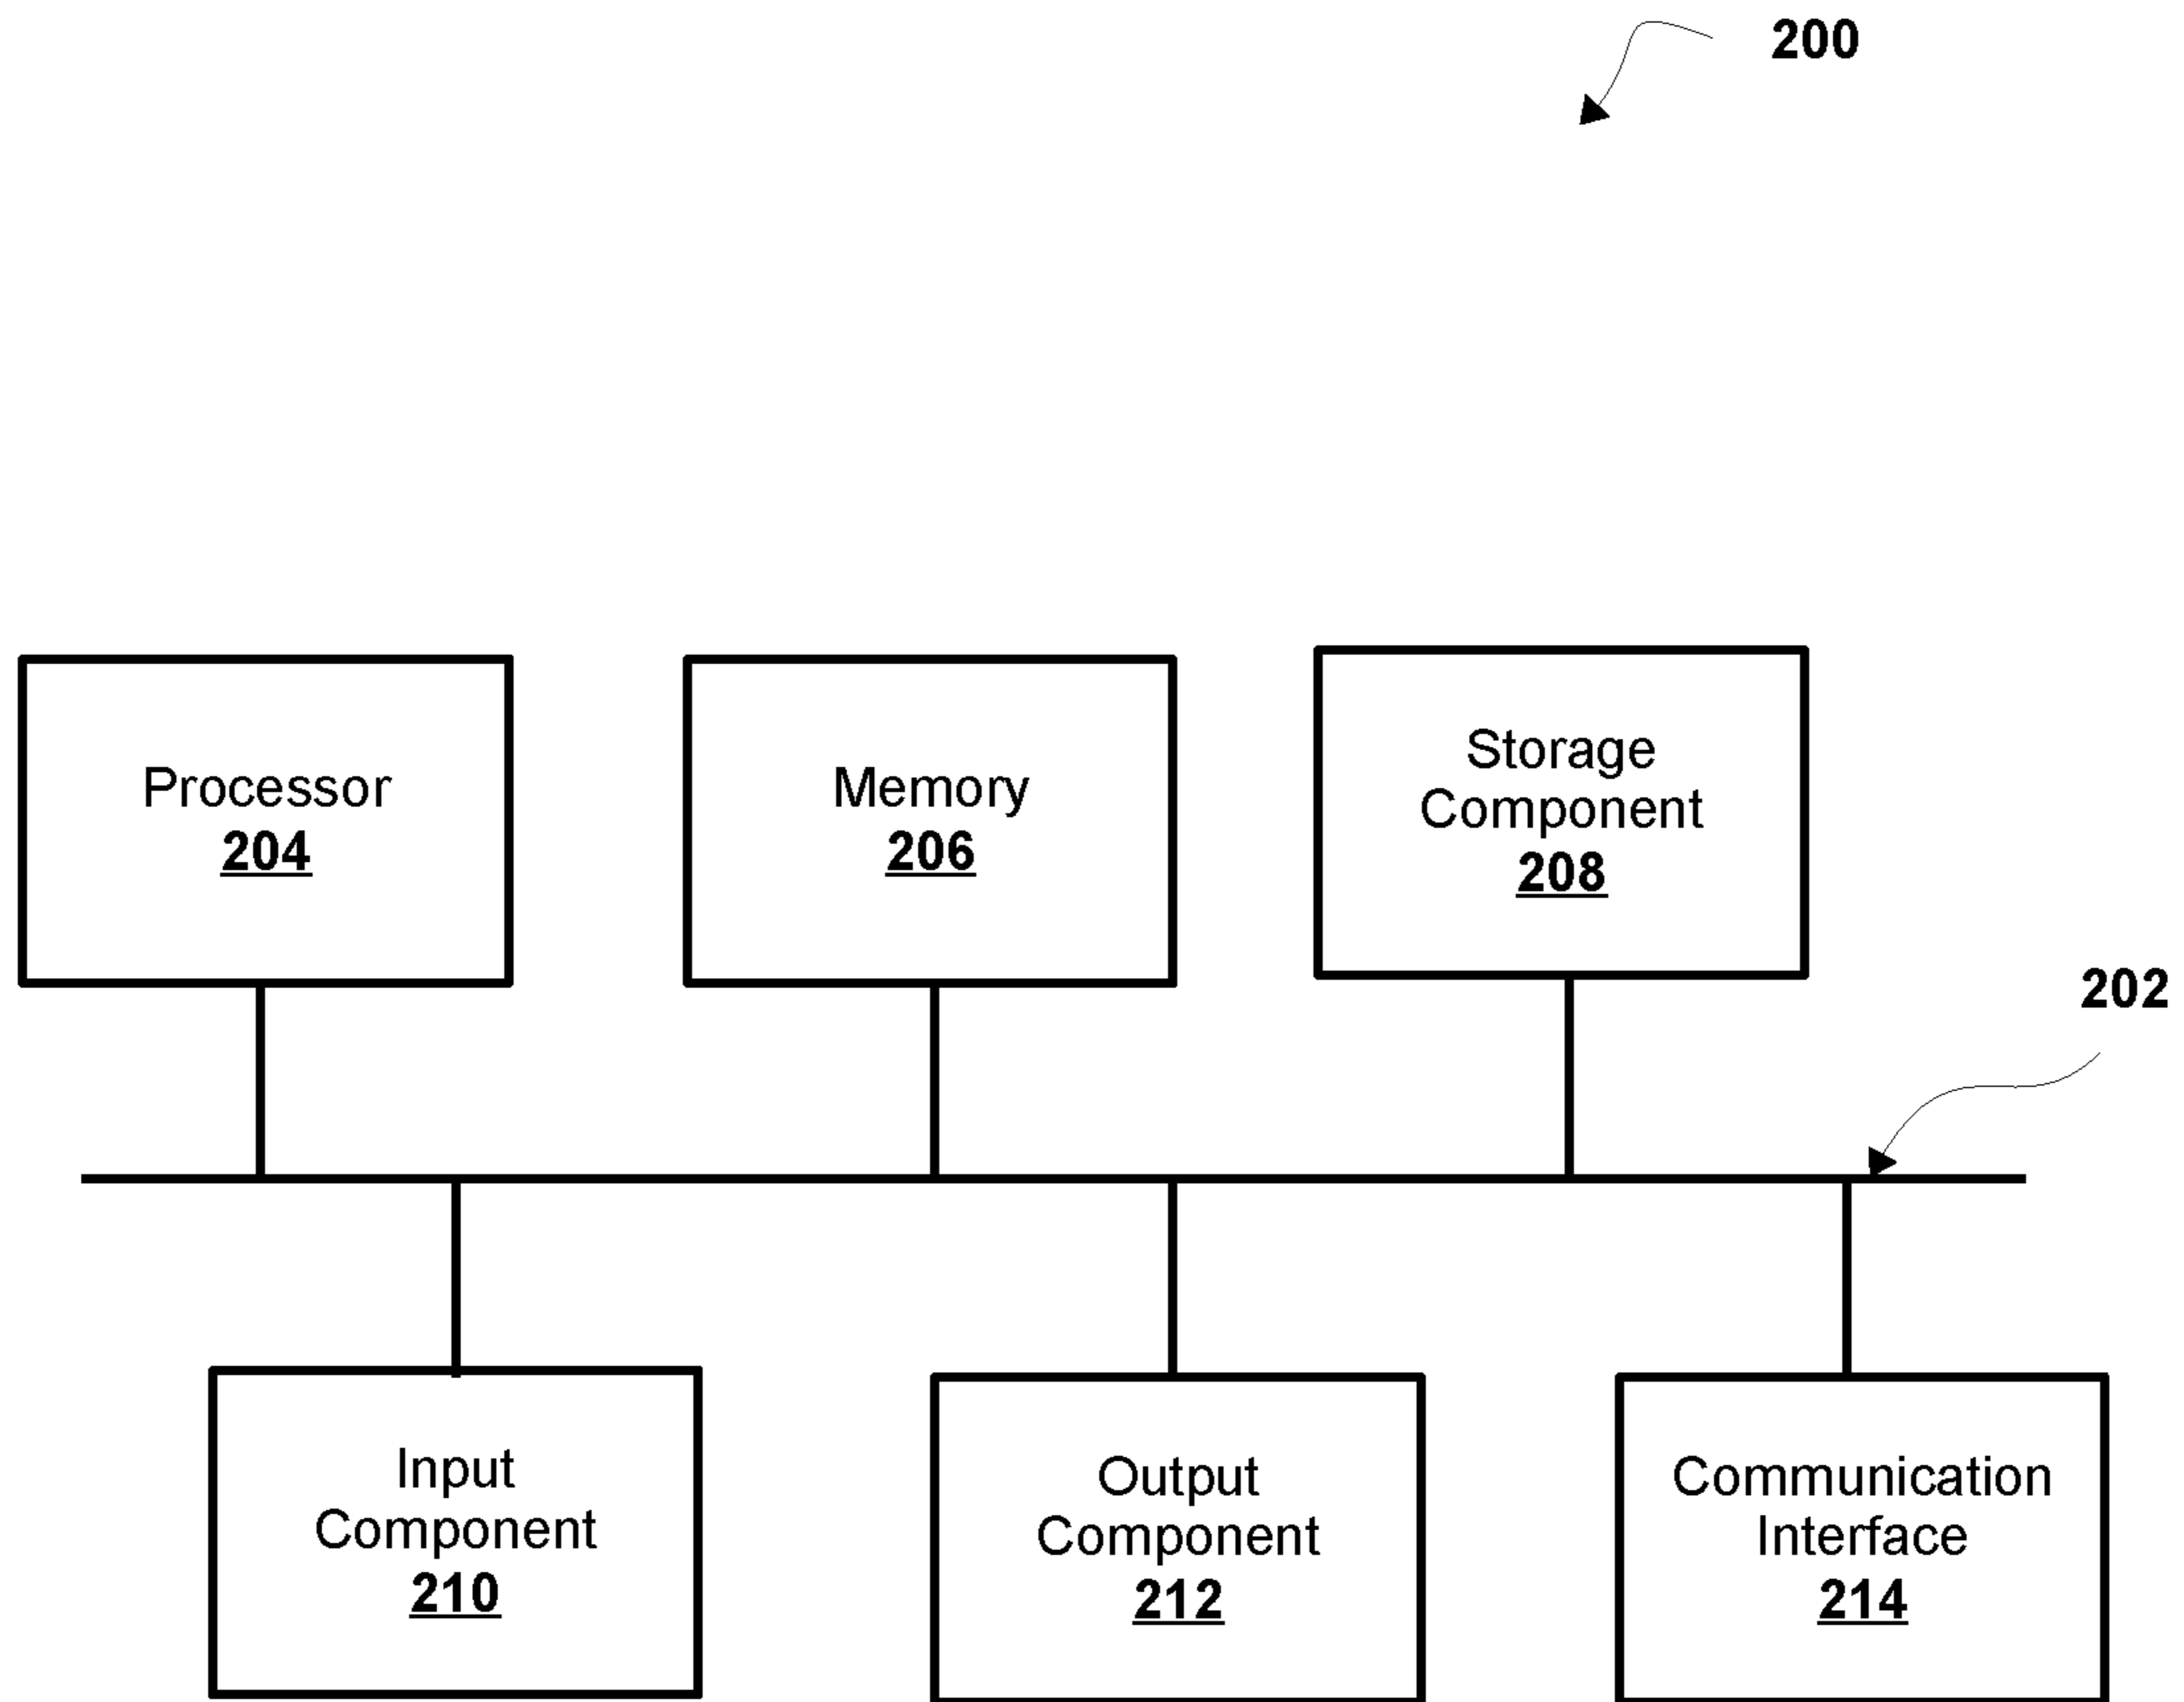 200
Processor
204
Memory
206
Storage
Component
208
202
Input
Component
210
Output
Component
212
Communication
Interface
214